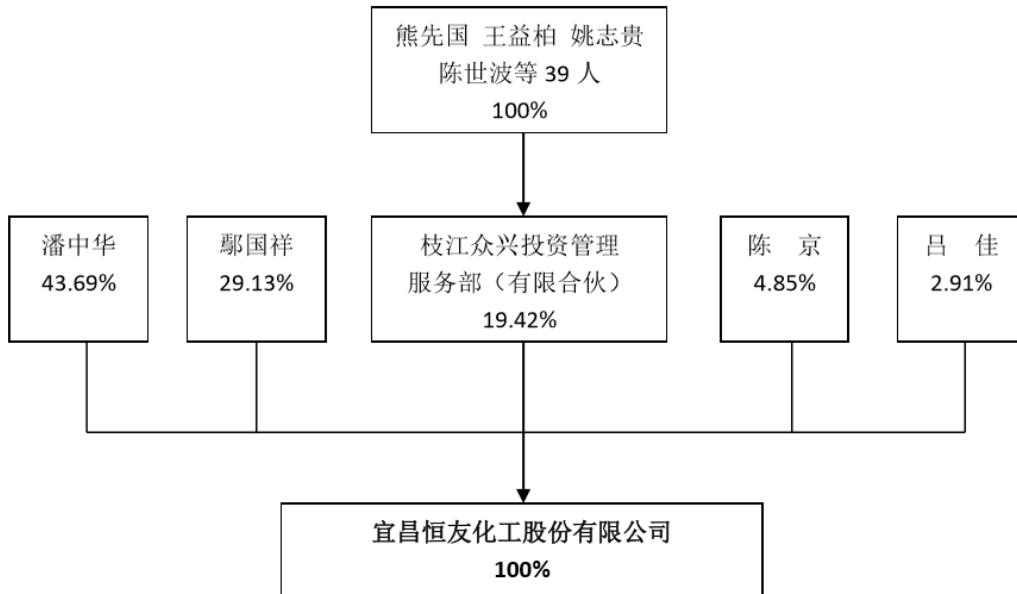 熊先国 王益柏 姚志贵
陈世波等 39 人
100%
潘中华
43.69%
鄢国祥
29.13%
枝江众兴投资管理
服务部（有限合伙）
19.42%
陈 京
4.85%
吕 佳
2.91%
宜昌恒友化工股份有限公司
100%